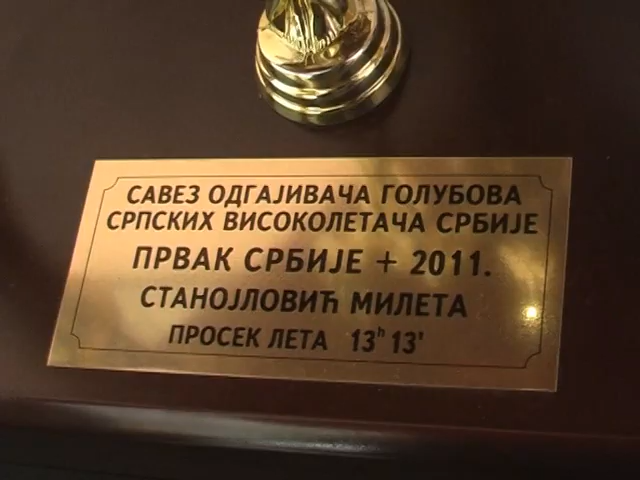 САВЕЗ ОДГАЈИВАЧА ГОЛУБОВА
СРПСКИХ ВИСОКОЛЕТАЧА СРБИЈЕ
ПРВАК СРБИЈЕ + 2011.
СТАНОЈЛОВИЋ МИЛЕТА
ПРОСЕК ЛЕТА 13ʰ 13'